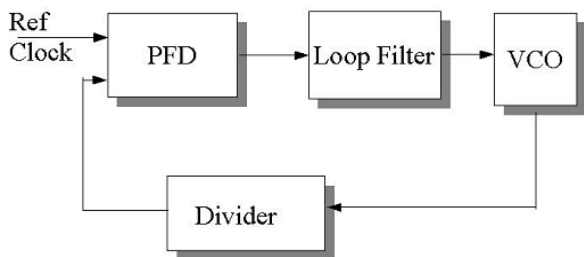 Ref
Clock
PFD
Loop Filter
VCO
Divider